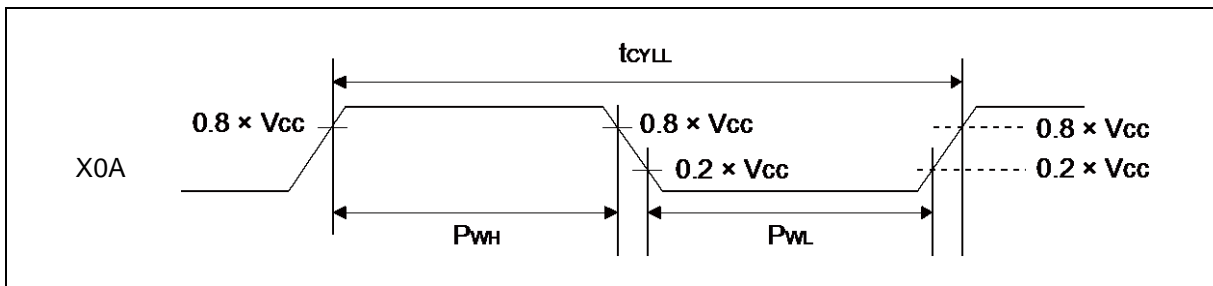 tCYLL
0.8 × Vcc
0.8 × Vcc
0.8 × Vcc
X0A
0.2 × Vcc
0.2 × Vcc
PWH
PWL